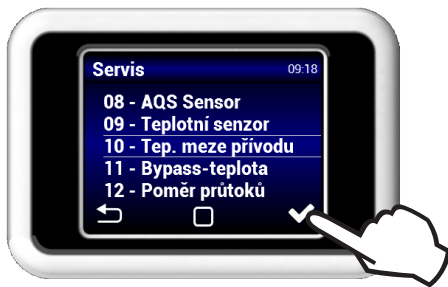 Servis 09:18
08 - AQS Sensor
09 - Teplotní senzor
10 - Tep. meze přívodu
11 - Bypass-teplota
12 - Poměr průtoků